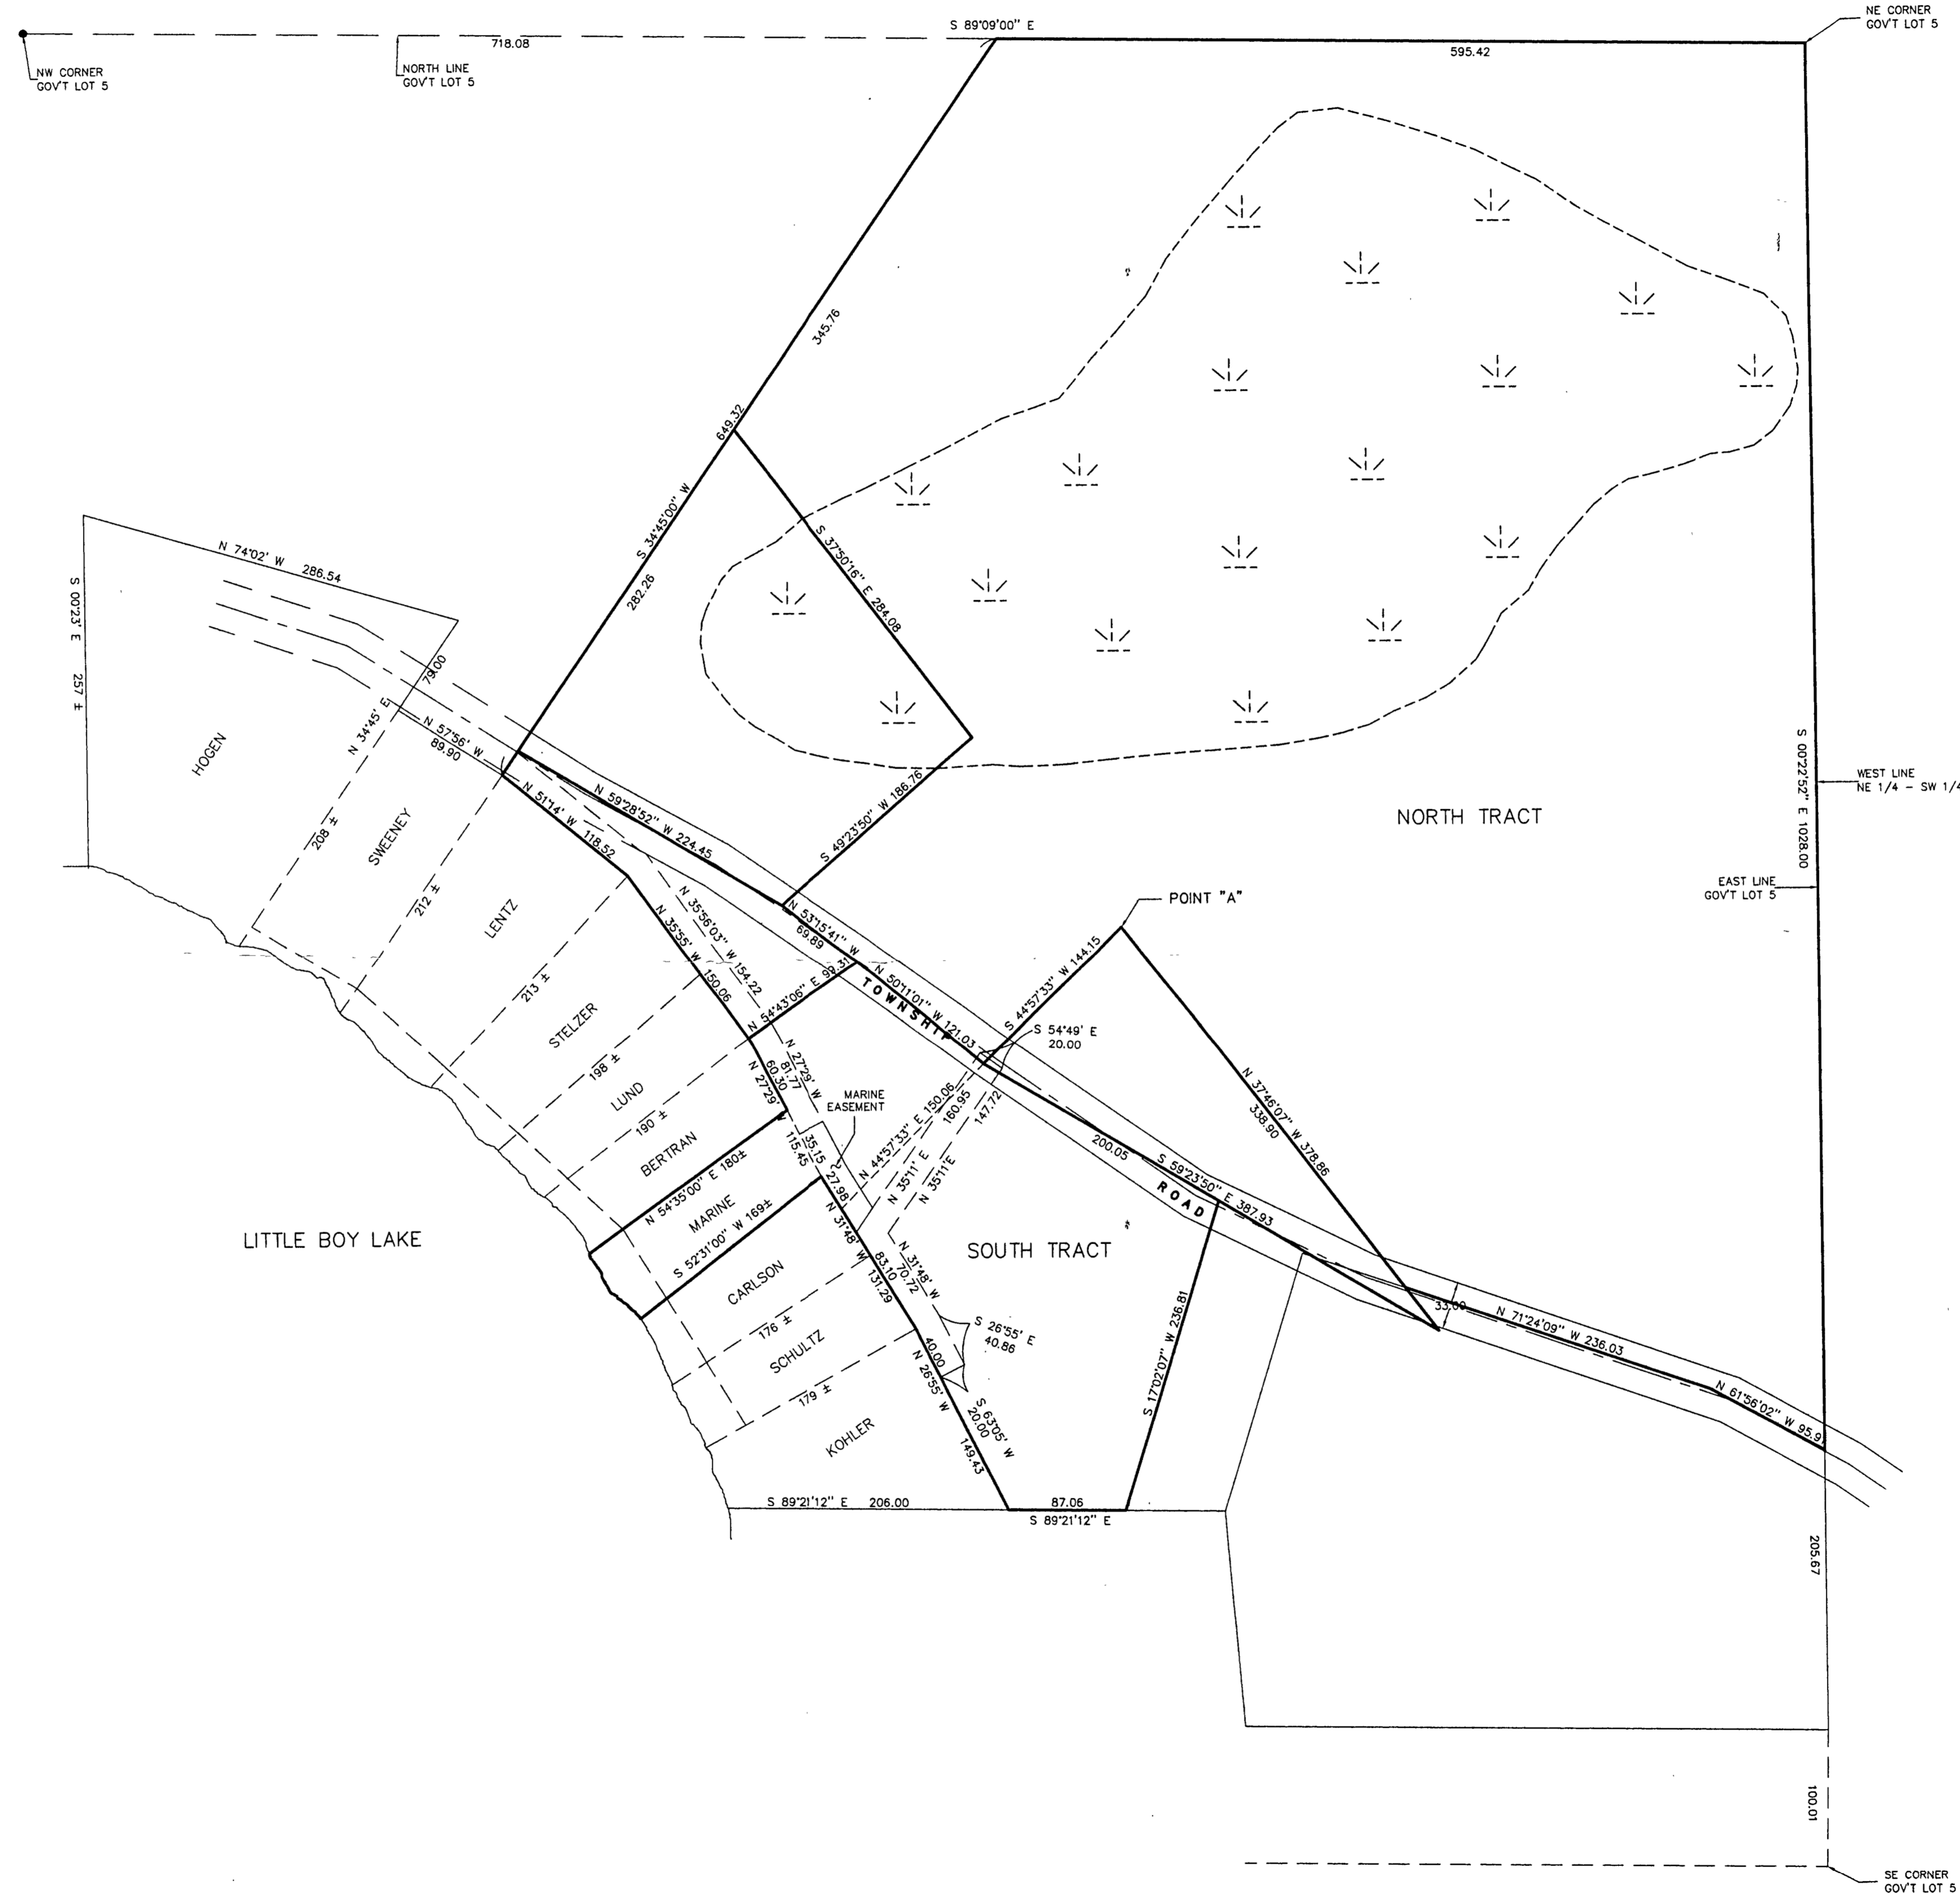 S 89°09'00" E
NE CORNER
GOV'T LOT 5
718.08
595.42
NW CORNER
GOV'T LOT 5
NORTH LINE
GOV'T LOT 5
345.76
649.32
S 34°45'00" W
282.26
S 37°50'16" E 284.08
N 74°02' W 286.54
S 00°23' E 257 ±
79.00
N 34°45' E
N 57°56' W
89.90
HOGEN
208 ±
SWEENEY
212 ±
N 51°14' W 118.52
N 59°28'52" W 224.45
S 49°23'50" W 186.76
NORTH TRACT
S 00°22'52" E 1028.00
WEST LINE
NE 1/4 - SW 1/4
EAST LINE
GOV'T LOT 5
POINT "A"
LENTZ
213 ±
N 35°55' W 150.06
N 35°56'03" W 154.22
N 53°15'41" W
69.89
N 54°43'06" E
N 50°11'01" W 121.03
TOWNSHIP
S 44°57'33" W 144.15
S 54°49' E
20.00
STELZER
198 ±
LUND
190 ±
N 27°29' W
81.77
60.30
N 27°29' W
MARINE
EASEMENT
N 44°57'33" E 150.06
160.95
N 35°11' E
147.72
N 35°11'E
N 37°46'07" W 378.86
338.90
200.05
S 59°23'50" E 387.93
ROAD
BERTRAN
N 54°35'00" E 180±
35.15
115.45
27.98
MARINE
S 52°31'00" W 169±
N 31°48' W
83.10
131.29
N 31°48' W
70.72
SOUTH TRACT
LITTLE BOY LAKE
CARLSON
176 ±
SCHULTZ
179 ±
KOHLER
S 26°55' E
40.86
40.00
N 26°55' W
149.43
S 63°05' W
20.00
S 17°02'07" W 236.81
33.00
N 71°24'09" W 236.03
N 61°56'02" W
S 89°21'12" E 206.00
87.06
S 89°21'12" E
205.67
100.01
SE CORNER
GOV'T LOT 5